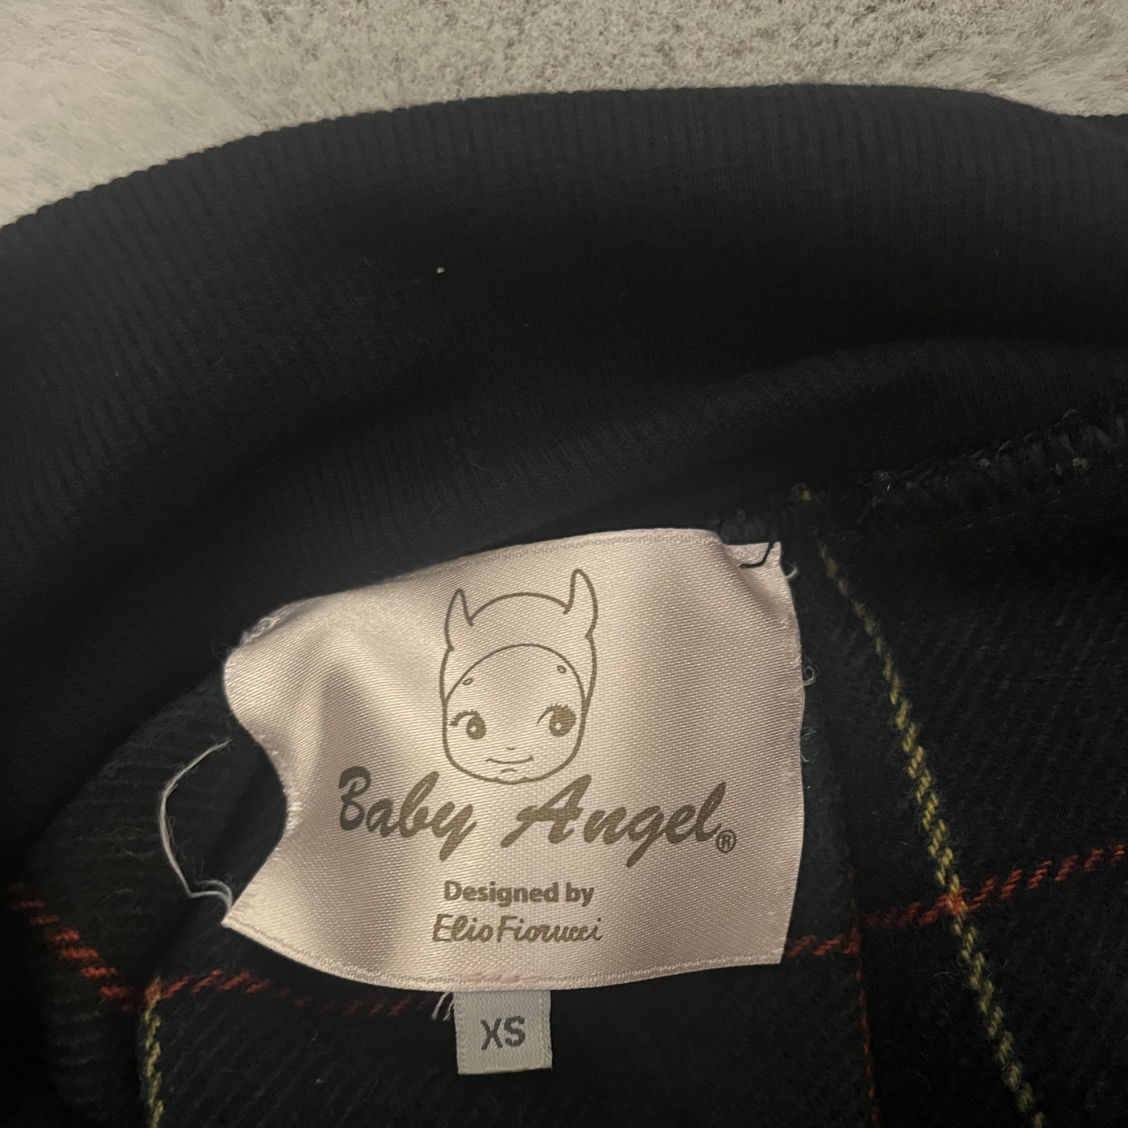 Baby Angel®
Designed by
Elio Fiorucci
XS